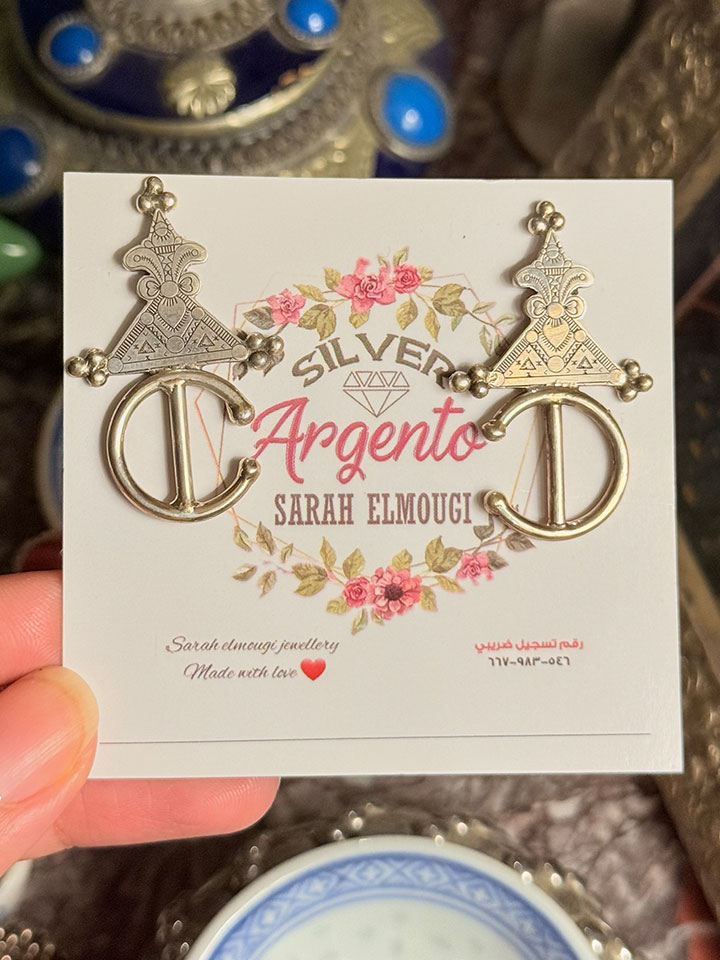 SILVER
Argento
SARAH ELMOUGI
Sarah elmougi jewellery
Made with love ❤
رقم تسجيل ضريبي
٦٦٧-٩٨٣-٥٤٦